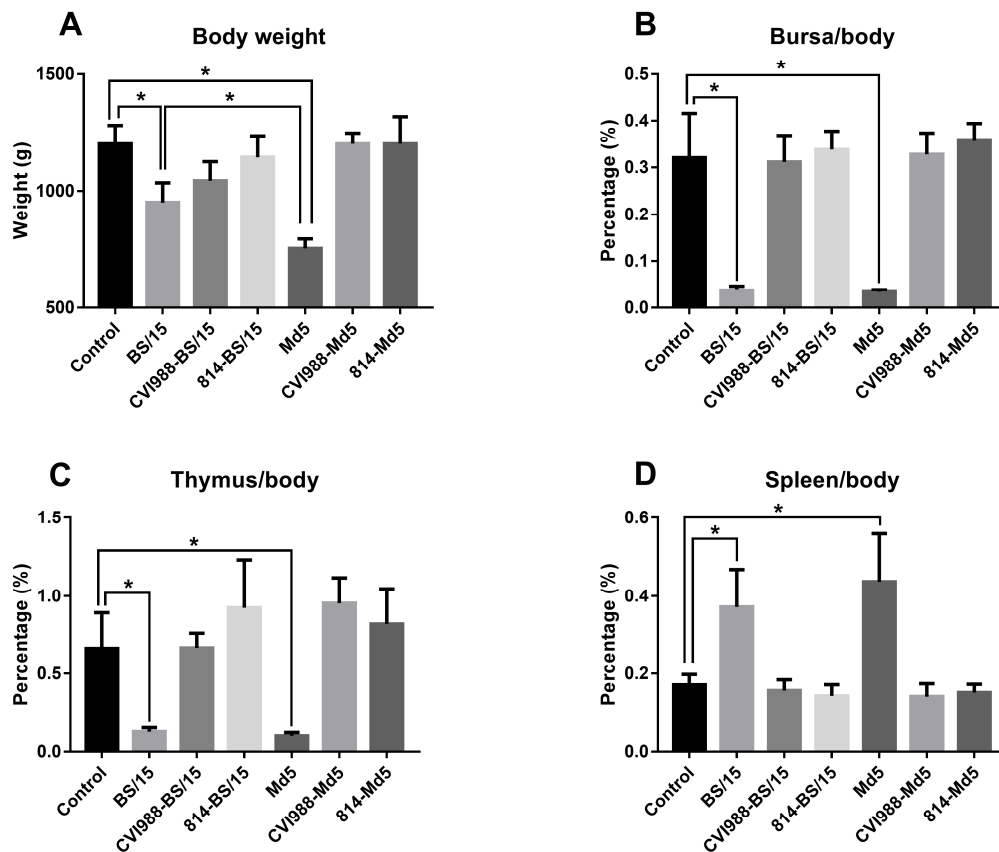 A
Body weight
Weight (g)
1500
1000
500
*
* *
Control
BS/15
CVI988-BS/15
814-BS/15
Md5
CVI988-Md5
814-Md5
B
Bursa/body
Percentage (%)
0.5
0.4
0.3
0.2
0.1
0.0
*
*
Control
BS/15
CVI988-BS/15
814-BS/15
Md5
CVI988-Md5
814-Md5
C
Thymus/body
Percentage (%)
1.5
1.0
0.5
0.0
*
*
Control
BS/15
CVI988-BS/15
814-BS/15
Md5
CVI988-Md5
814-Md5
D
Spleen/body
Percentage (%)
0.6
0.4
0.2
0.0
*
*
Control
BS/15
CVI988-BS/15
814-BS/15
Md5
CVI988-Md5
814-Md5